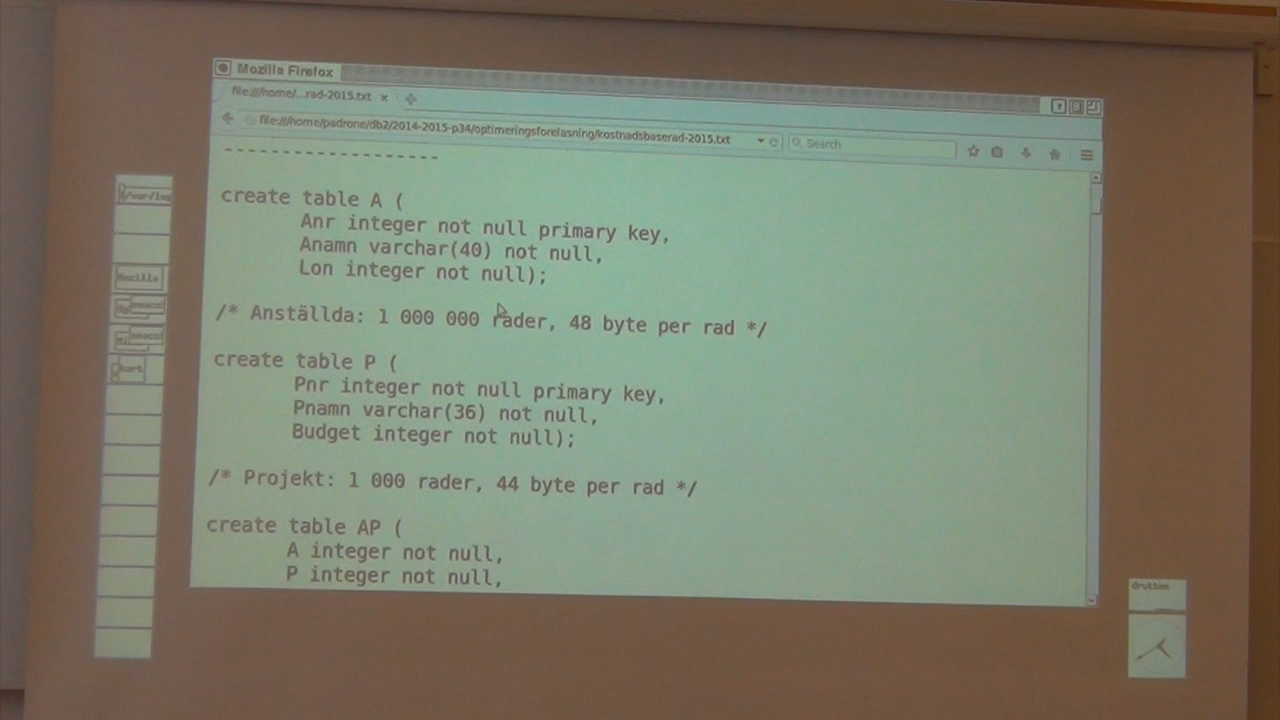 Mozilla Firefox
file:///home/...rad-2015.txt
file:///home/padrone/db2/2014-2015-p34/optimeringsforelasning/kostnadsbaserad-2015.txt
Search
-------------------
create table A (
Anr integer not null primary key,
Anamn varchar(40) not null,
Lon integer not null);
/* Anställda: 1 000 000 rader, 48 byte per rad */
create table P (
Pnr integer not null primary key,
Pnamn varchar(36) not null,
Budget integer not null);
/* Projekt: 1 000 rader, 44 byte per rad */
create table AP (
A integer not null,
P integer not null,
Mozilla
drutten